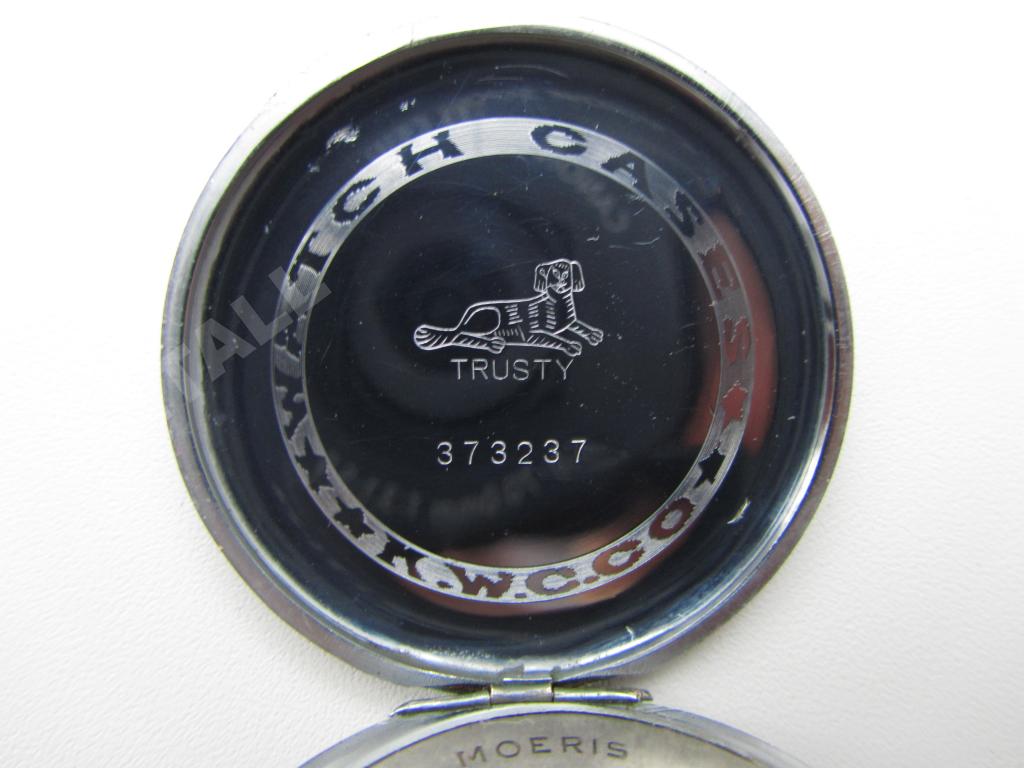 WATCH CASES
TRUSTY
373237
K.W.C.CO
MOERIS